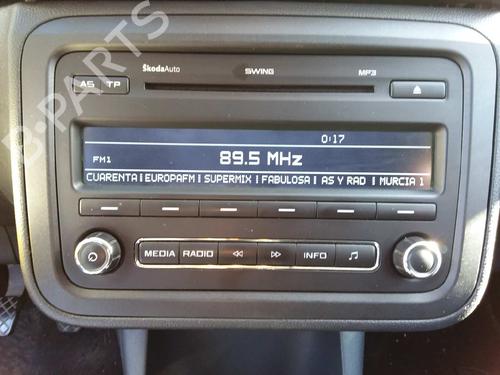 ŠkodaAuto SWING MP3
AS TP
0:17
FM1 89.5 MHz
CUARENTA | EUROPAFM | SUPERMIX | FABULOSA | AS Y RAD | MURCIA 1
MEDIA RADIO INFO
B-PARTS